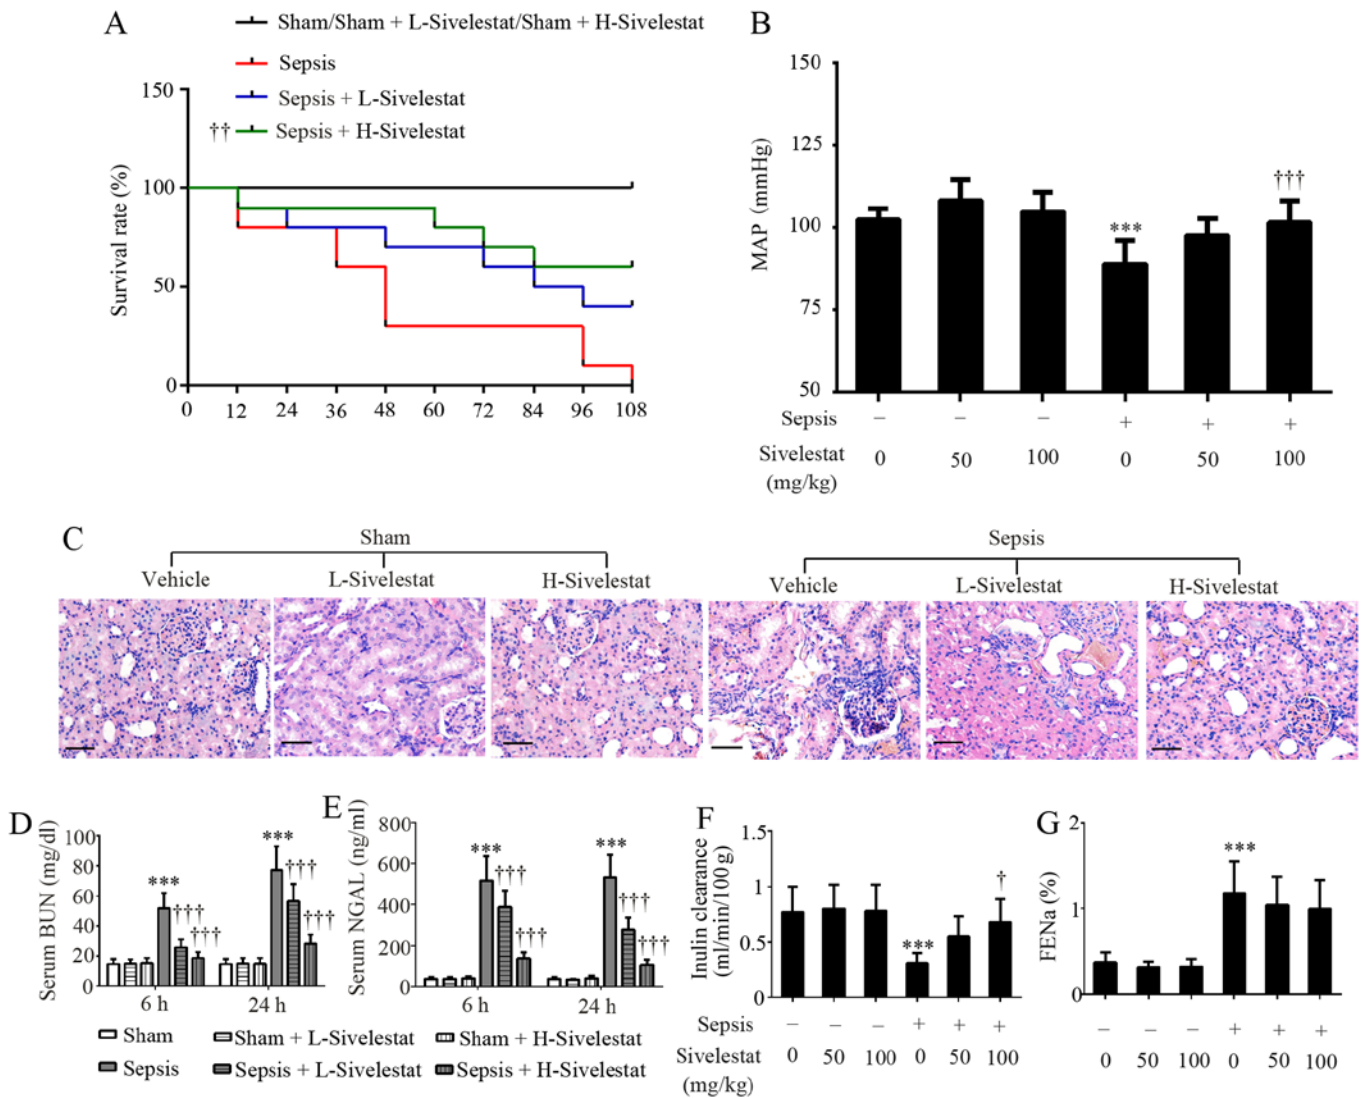 A
Sham/Sham + L-Sivelestat/Sham + H-Sivelestat
Sepsis
Sepsis + L-Sivelestat
†† Sepsis + H-Sivelestat
Survival rate (%)
150
100
50
0
0 12 24 36 48 60 72 84 96 108
B
MAP (mmHg)
150
125
100
75
50
***
†††
Sepsis − − − + + +
Sivelestat 0 50 100 0 50 100
(mg/kg)
C
Sham
Vehicle L-Sivelestat H-Sivelestat
Sepsis
Vehicle L-Sivelestat H-Sivelestat
D
Serum BUN (mg/dl)
100
80
60
40
20
0
*** ††† †††
*** ††† †††
6 h 24 h
E
Serum NGAL (ng/ml)
800
600
400
200
0
*** ††† †††
*** ††† †††
6 h 24 h
Sham Sham + L-Sivelestat Sham + H-Sivelestat
Sepsis Sepsis + L-Sivelestat Sepsis + H-Sivelestat
F
Inulin clearance
(ml/min/100 g)
1.5
1
0.5
0
***
†
Sepsis − − − + + +
Sivelestat 0 50 100 0 50 100
(mg/kg)
G
FENa (%)
2
1
0
***
− − − + + +
0 50 100 0 50 100